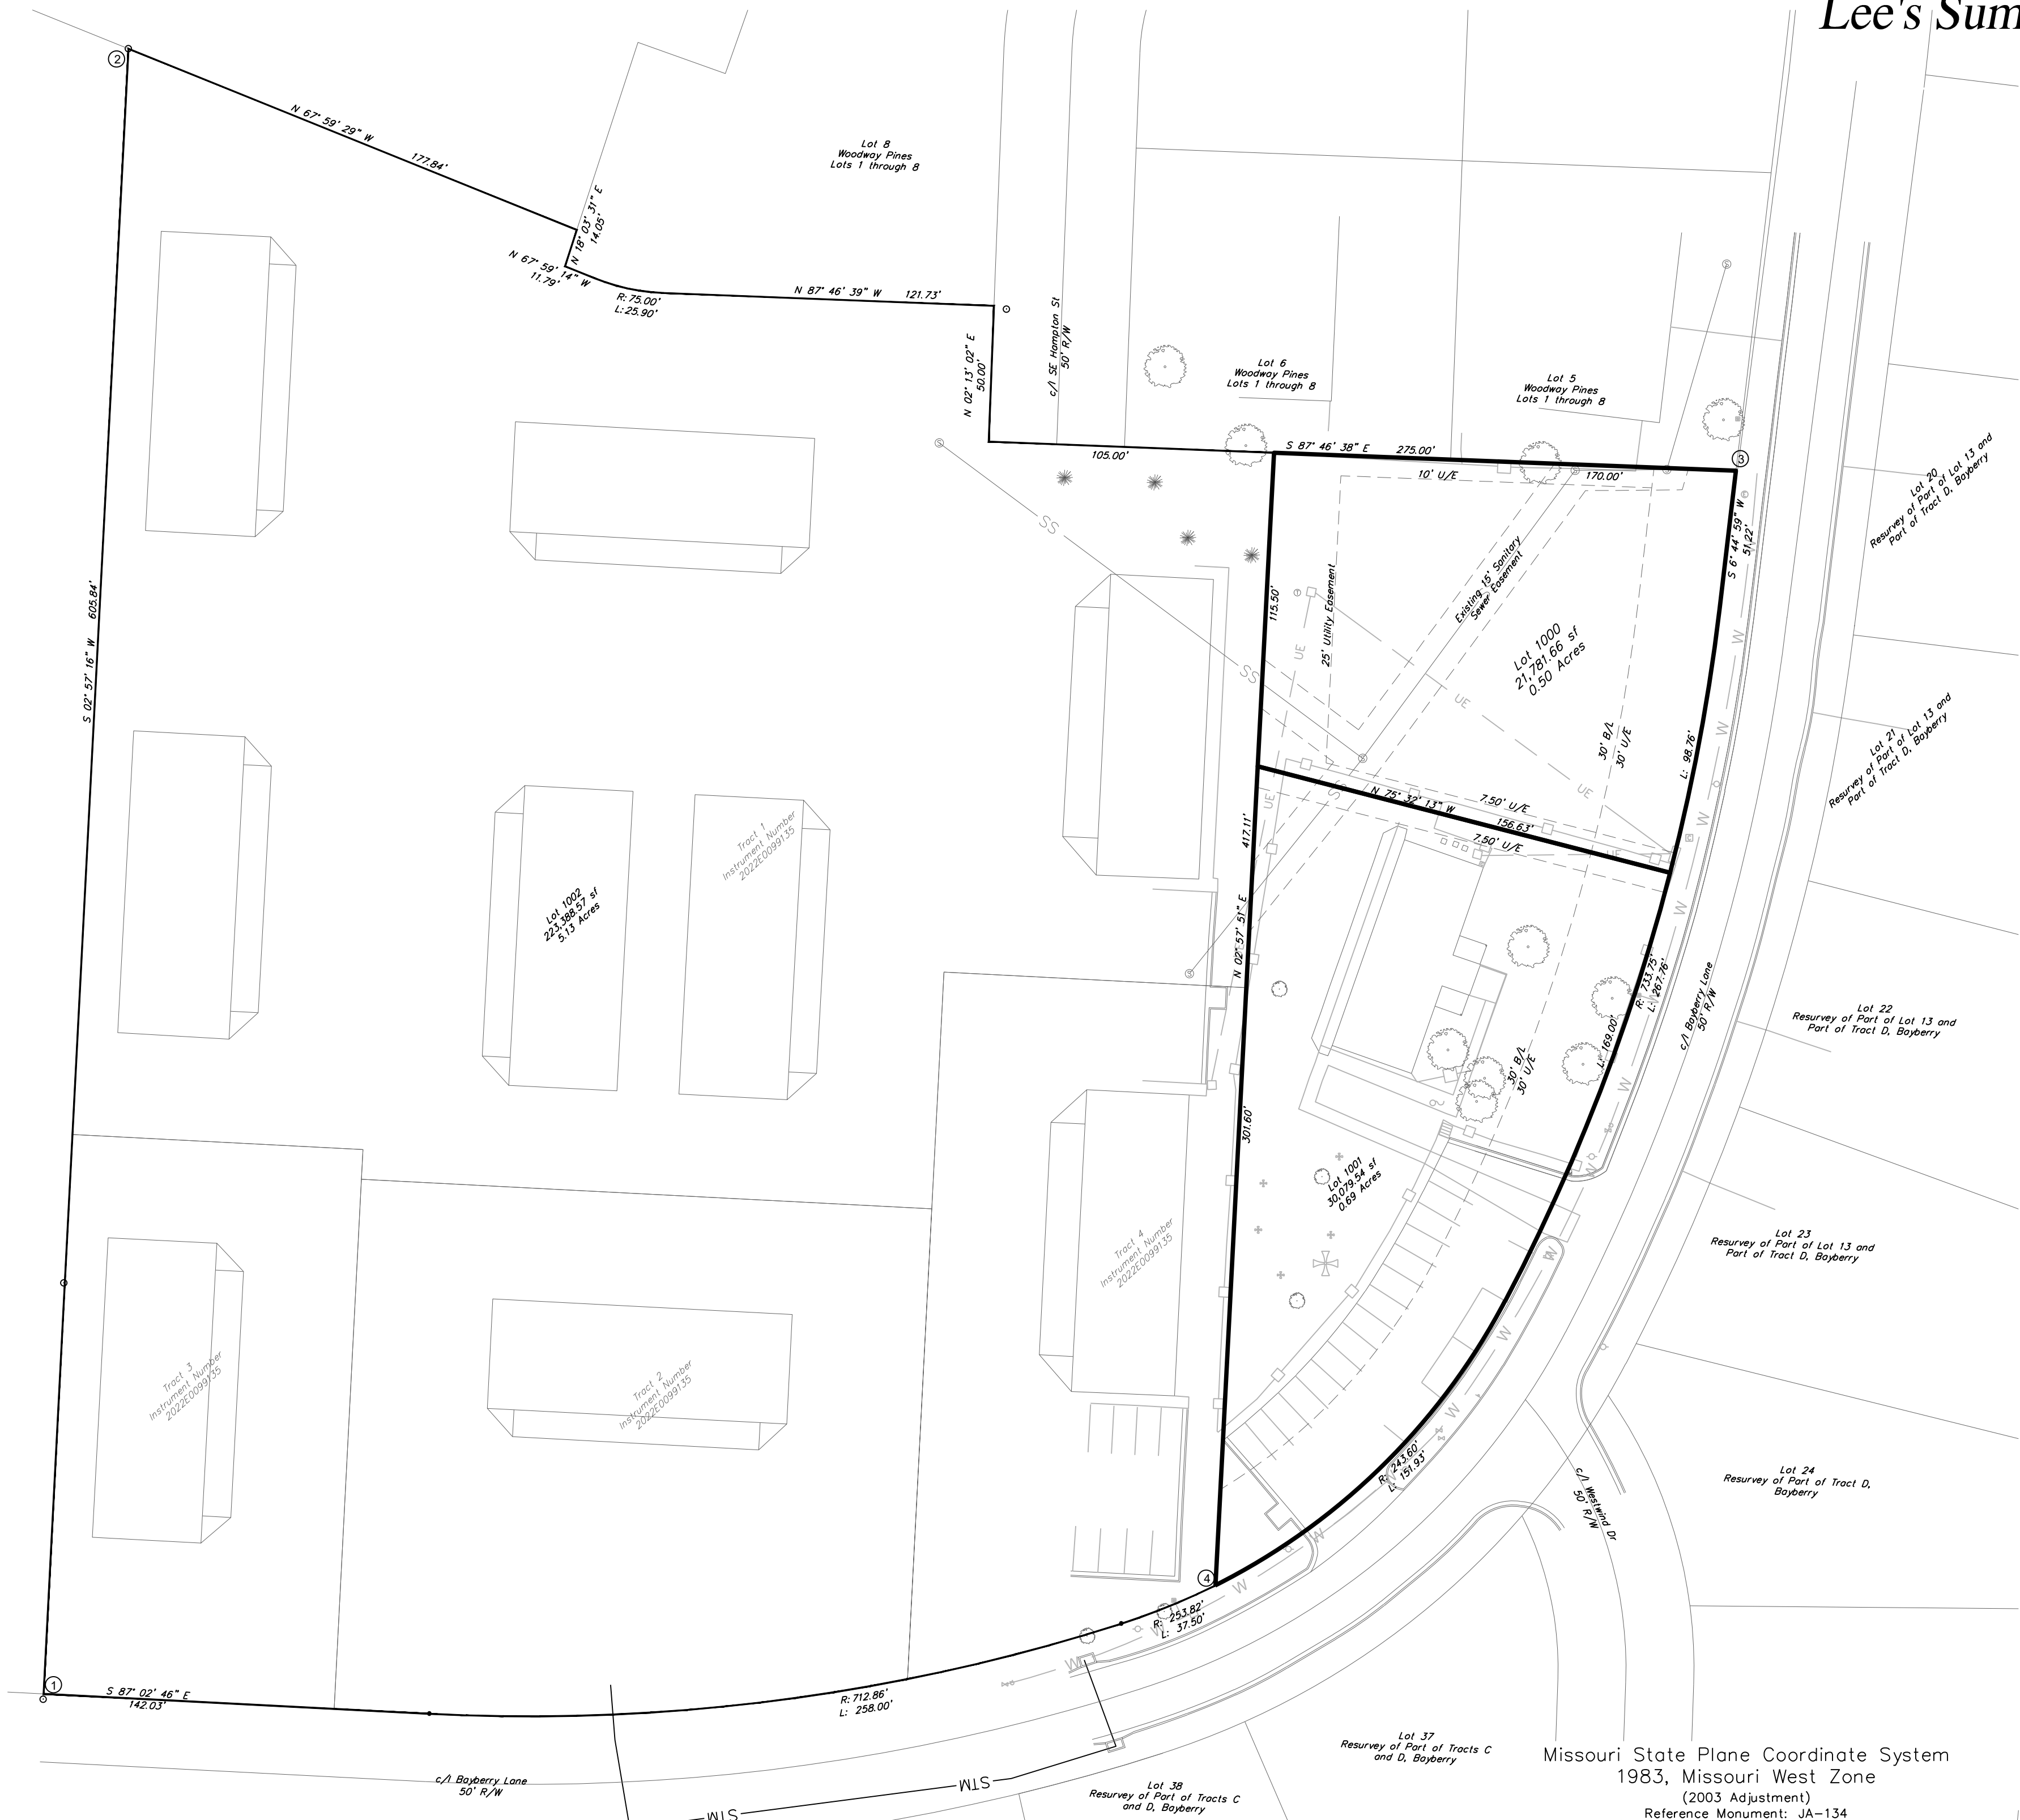 Lee's Sum
2
N 67° 59' 29" W
177.84'
Lot 8
Woodway Pines
Lots 1 through 8
N 18° 03' 31" E
14.05'
N 67° 59' 14" W
11.79'
R: 75.00'
L: 25.90'
N 87° 46' 39" W 121.73'
N 02° 13' 02" E
50.00'
c/l SE Hampton St
50' R/W
Lot 6
Woodway Pines
Lots 1 through 8
Lot 5
Woodway Pines
Lots 1 through 8
S
S
105.00'
S 87° 46' 38" E 275.00'
170.00'
10' U/E
3
S 6° 44' 59" W
51.22'
Lot 20
Resurvey of Part of Lot 13 and
Part of Tract D, Bayberry
SS
SS
S 02° 57' 16" W 605.84'
115.50'
25' Utility Easement
Existing 15' Sanitary
Sewer Easement
UE
UE
UE
Lot 1000
21,781.66 sf
0.50 Acres
30' B/L
30' U/E
L: 98.76'
W
W
W
Lot 21
Resurvey of Part of Lot 13 and
Part of Tract D, Bayberry
N 75° 32' 13" W
156.63'
7.50' U/E
7.50' U/E
UE
UE
417.11'
N 02° 57' 51" E
Tract 1
Instrument Number
2022E0099135
Lot 1002
223,388.57 sf
5.13 Acres
R: 733.75'
L: 267.76'
L: 169.00'
c/l Bayberry Lane
50' R/W
Lot 22
Resurvey of Part of Lot 13 and
Part of Tract D, Bayberry
30' B/L
30' U/E
301.60'
Lot 1001
30,079.54 sf
0.69 Acres
Tract 4
Instrument Number
2022E0099135
Lot 23
Resurvey of Part of Lot 13 and
Part of Tract D, Bayberry
Tract 3
Instrument Number
2022E0099135
Tract 2
Instrument Number
2022E0099135
R: 243.60'
L: 151.93'
Lot 24
Resurvey of Part of Tract D,
Bayberry
c/l Westwind Dr
50' R/W
4
R: 253.82'
L: 37.50'
1
S 87° 02' 46" E
142.03'
R: 712.86'
L: 258.00'
c/l Bayberry Lane
50' R/W
STM
STM
Lot 37
Resurvey of Part of Tracts C
and D, Bayberry
Lot 38
Resurvey of Part of Tracts C
and D, Bayberry
Missouri State Plane Coordinate System
1983, Missouri West Zone
(2003 Adjustment)
Reference Monument: JA-134